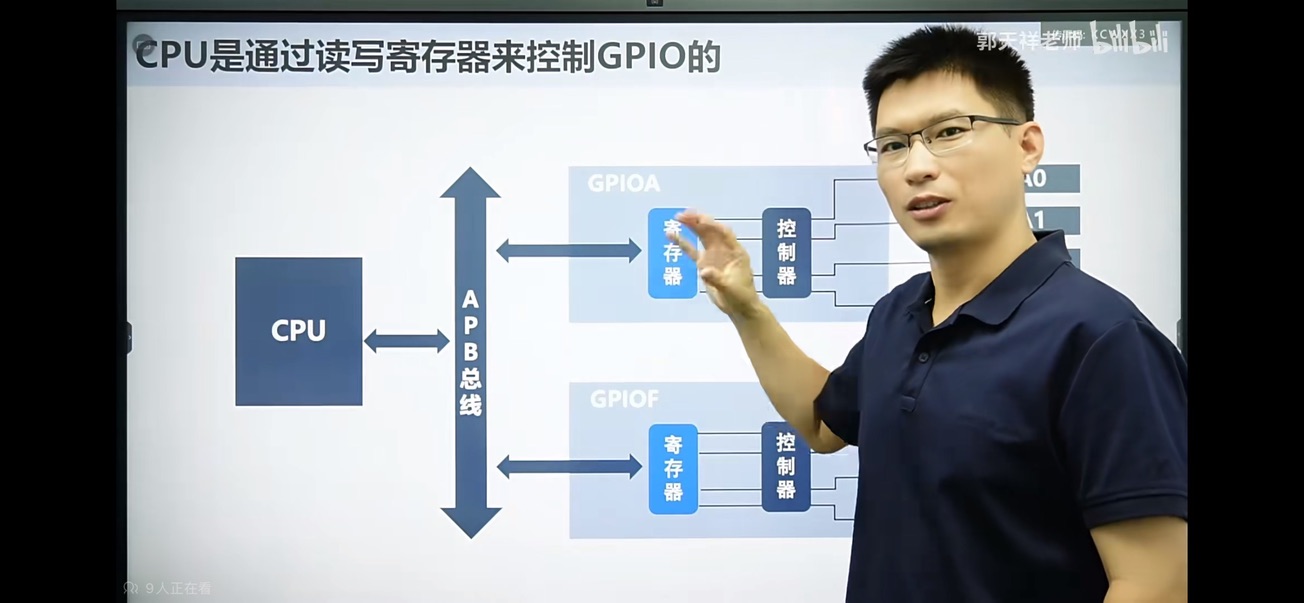 CPU是通过读写寄存器来控制GPIO的
郭天祥老师
bilibili
GPIOA
A0
寄存器
控制器
A1
CPU
APB总线
GPIOF
寄存器
控制器
9人正在看